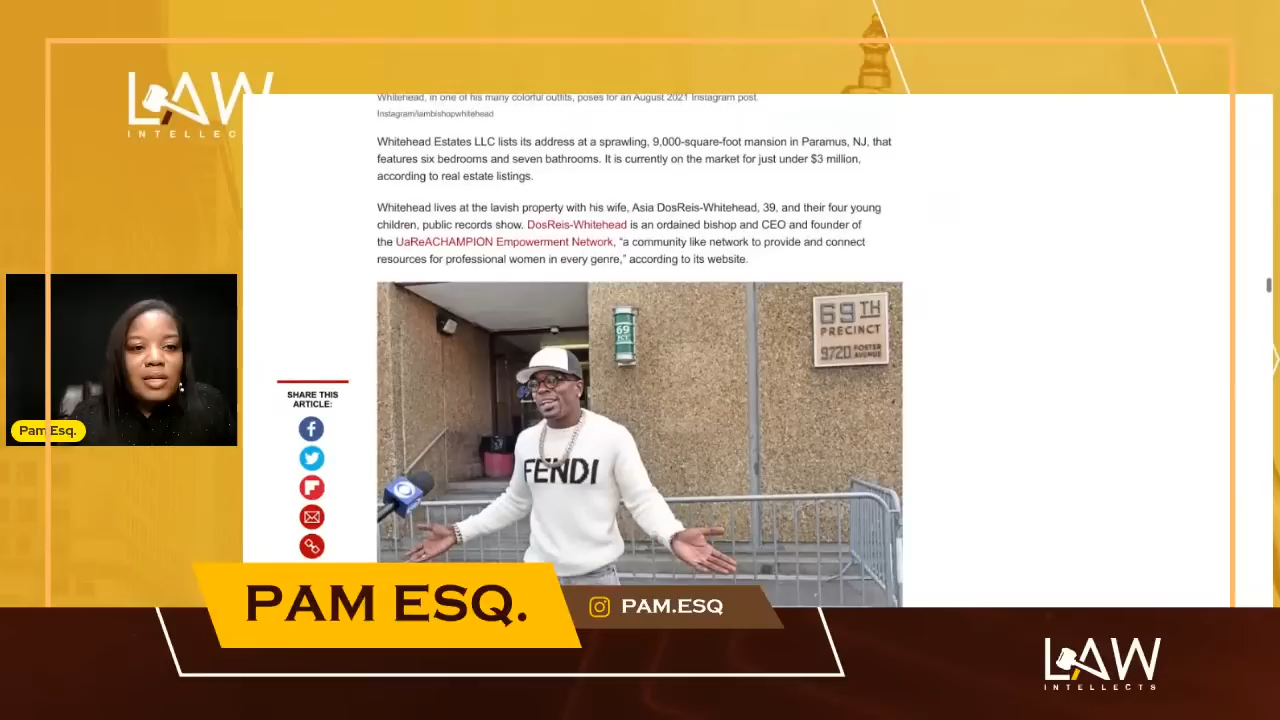 LAW
INTELLEC
Whitehead, in one of his many colorful outfits, poses for an August 2021 Instagram post.
Instagram/iambishopwhitehead
Whitehead Estates LLC lists its address at a sprawling, 9,000-square-foot mansion in Paramus, NJ, that
features six bedrooms and seven bathrooms. It is currently on the market for just under $3 million,
according to real estate listings.
Whitehead lives at the lavish property with his wife, Asia DosReis-Whitehead, 39, and their four young
children, public records show. DosReis-Whitehead is an ordained bishop and CEO and founder of
the UaReACHAMPION Empowerment Network, “a community like network to provide and connect
resources for professional women in every genre,” according to its website.
69
PCT
69TH
PRECINCT
9720 FOSTER
AVENUE
FENDI
SHARE THIS
ARTICLE:
Pam Esq.
PAM ESQ.
PAM.ESQ
LAW
INTELLECTS